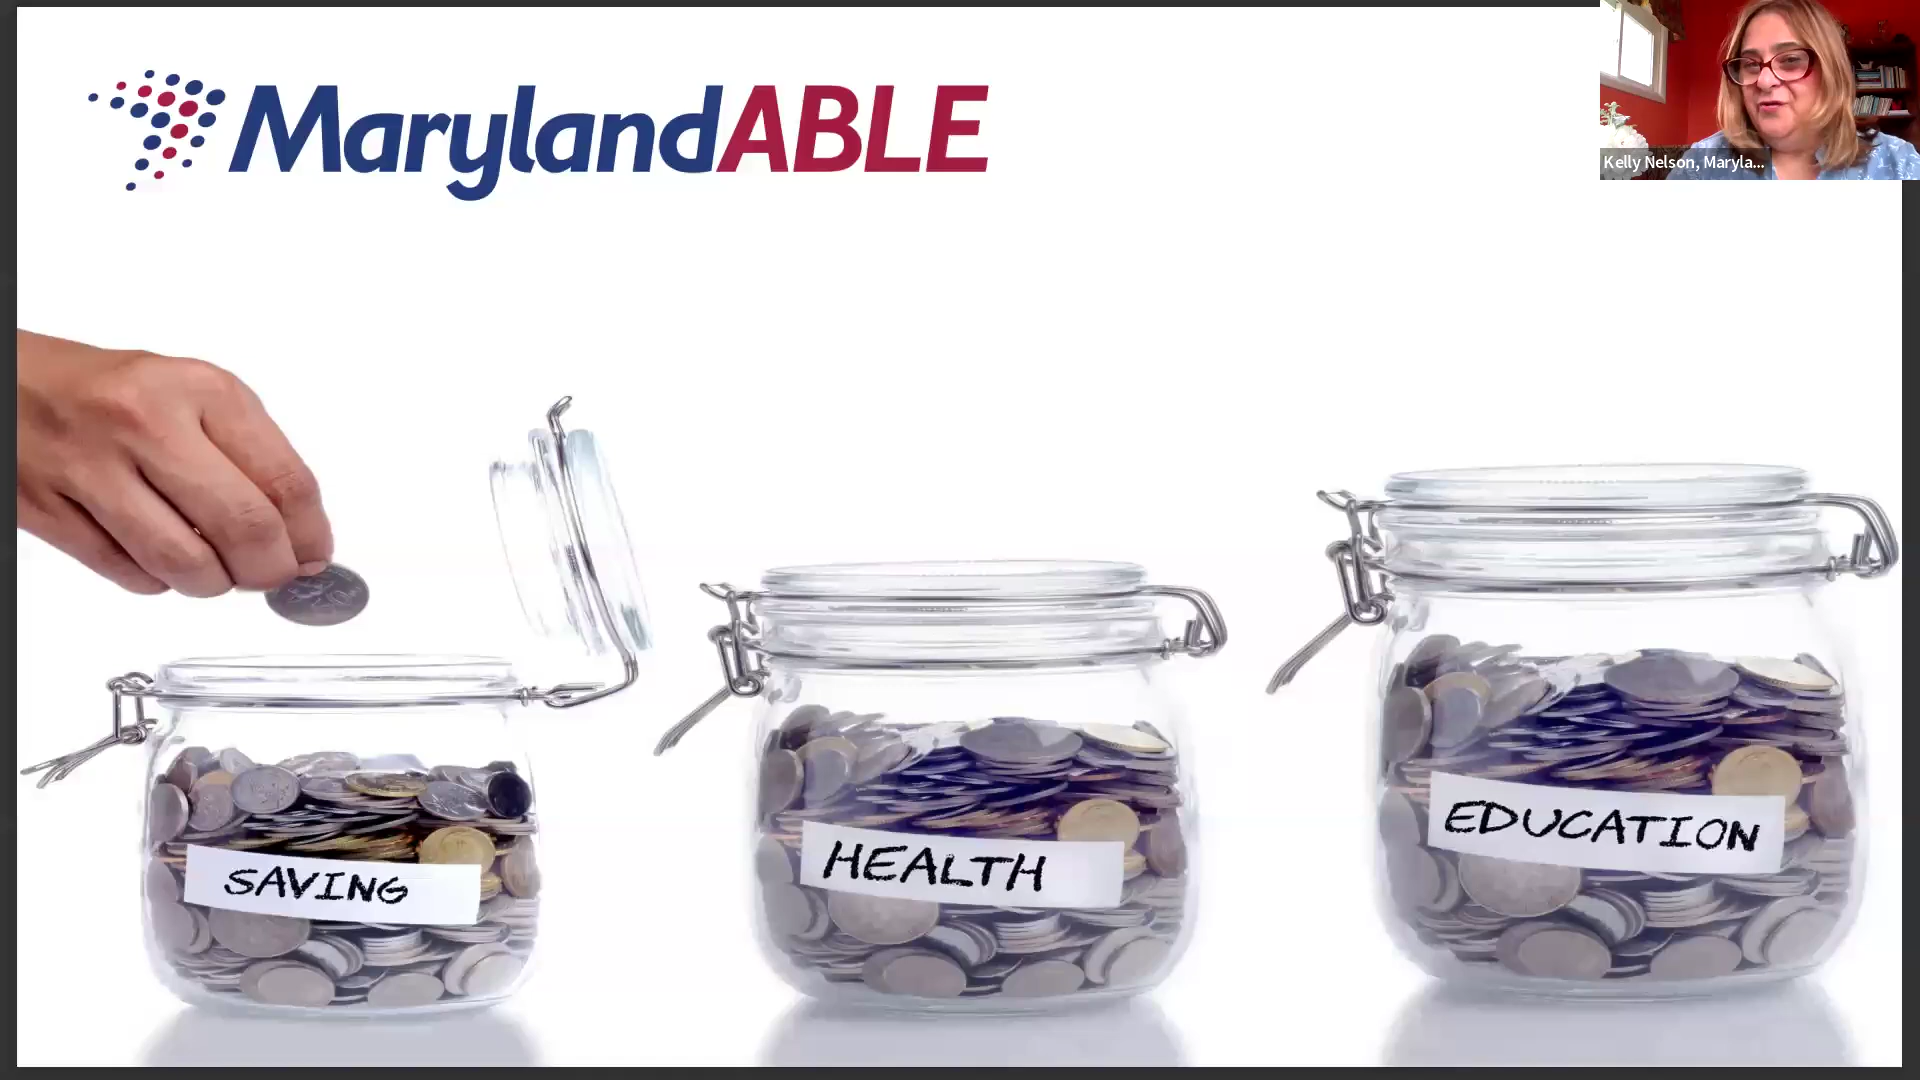 MarylandABLE
Kelly Nelson, Maryla...
SAVING
HEALTH
EDUCATION